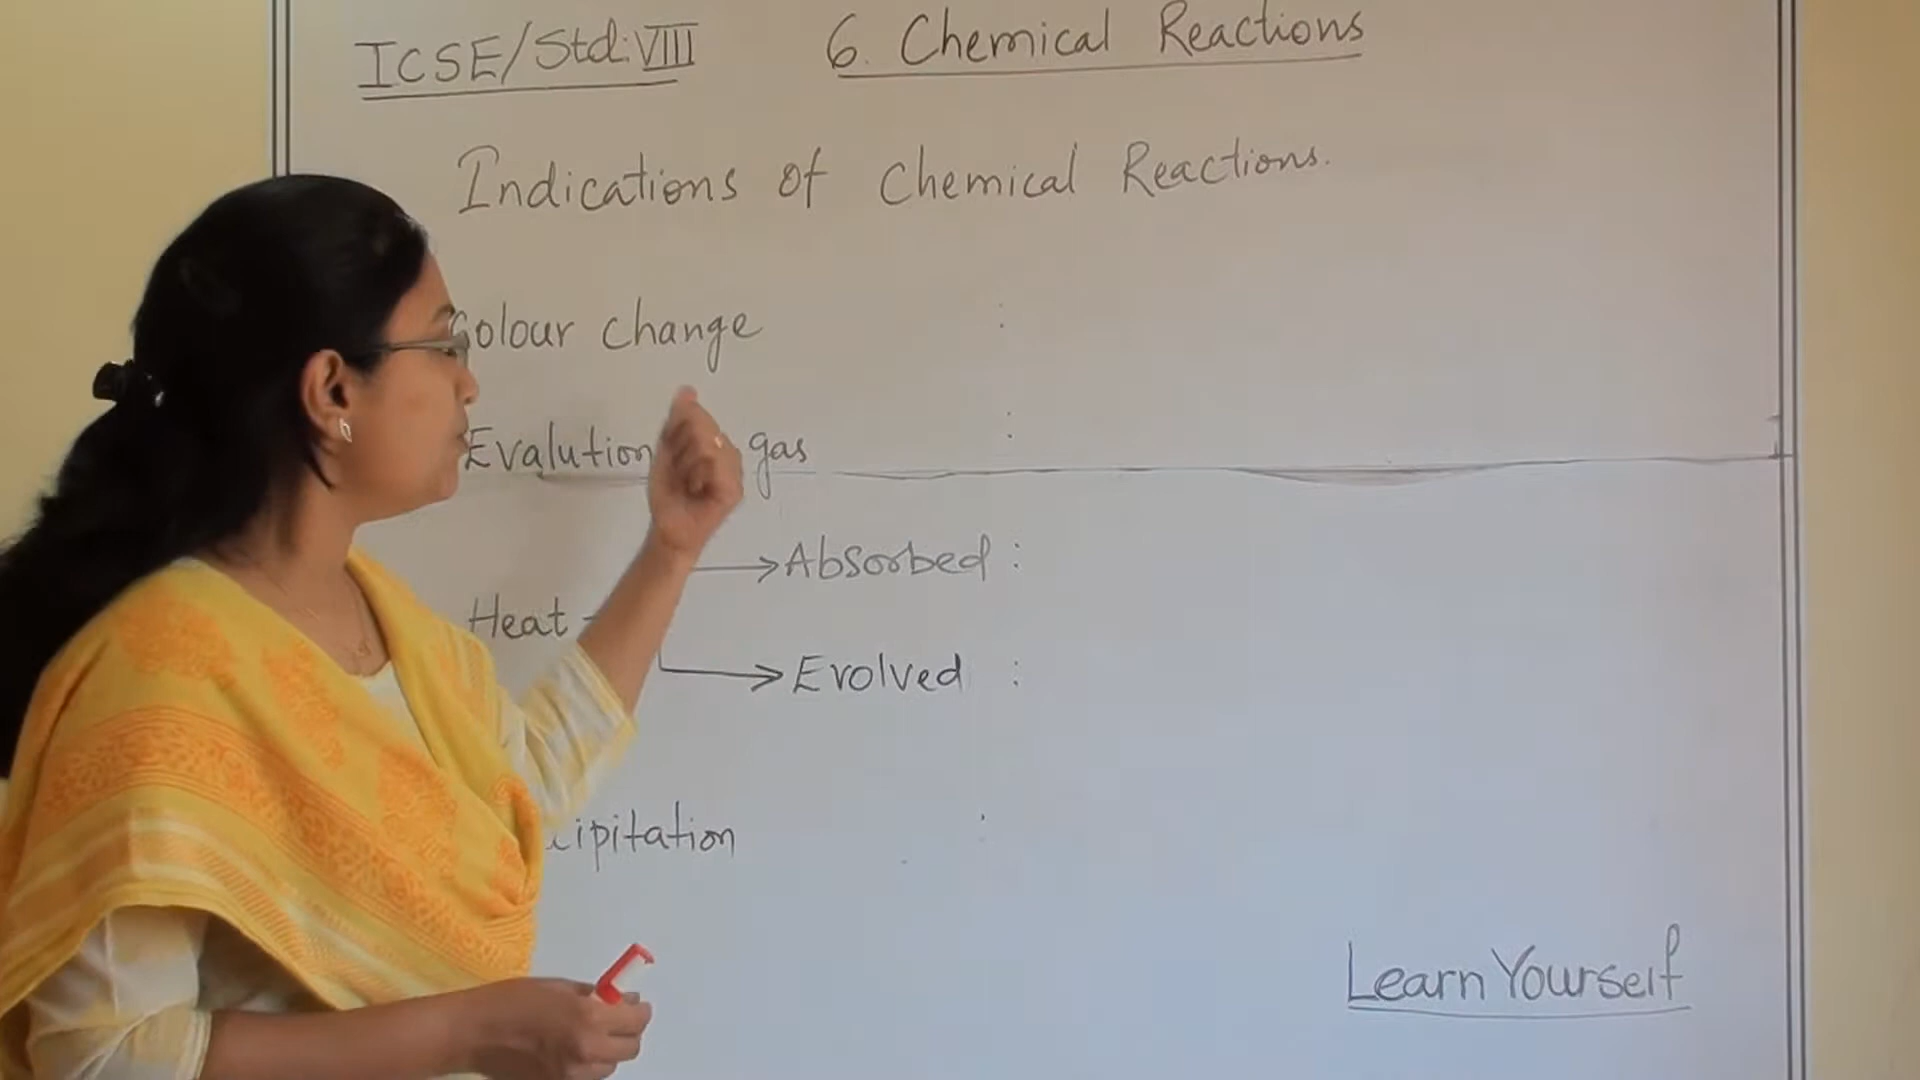 ICSE/Std:VIII 6. Chemical Reactions
Indications of Chemical Reactions.
Colour change :
Evalution gas :
Absorbed :
Heat
Evolved :
cipitation :
Learn Yourself